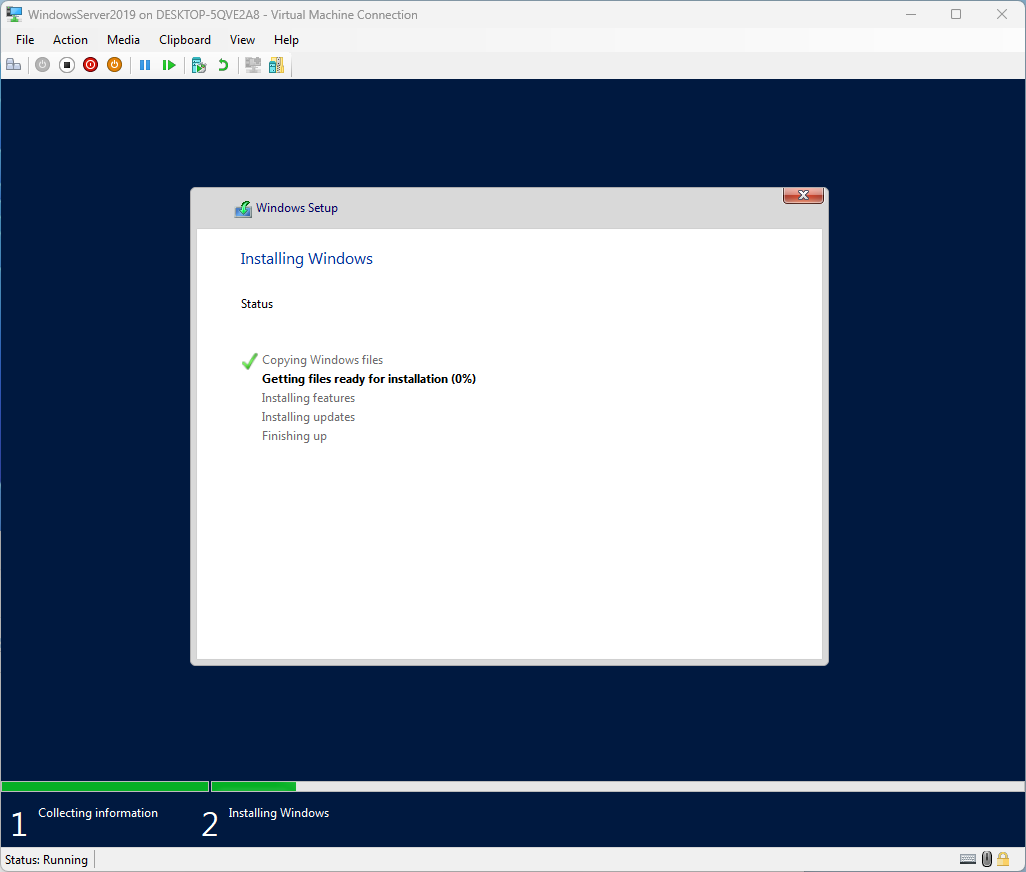 WindowsServer2019 on DESKTOP-5QVE2A8 - Virtual Machine Connection
File Action Media Clipboard View Help
Windows Setup
Installing Windows
Status
Copying Windows files
Getting files ready for installation (0%)
Installing features
Installing updates
Finishing up
1 Collecting information 2 Installing Windows
Status: Running